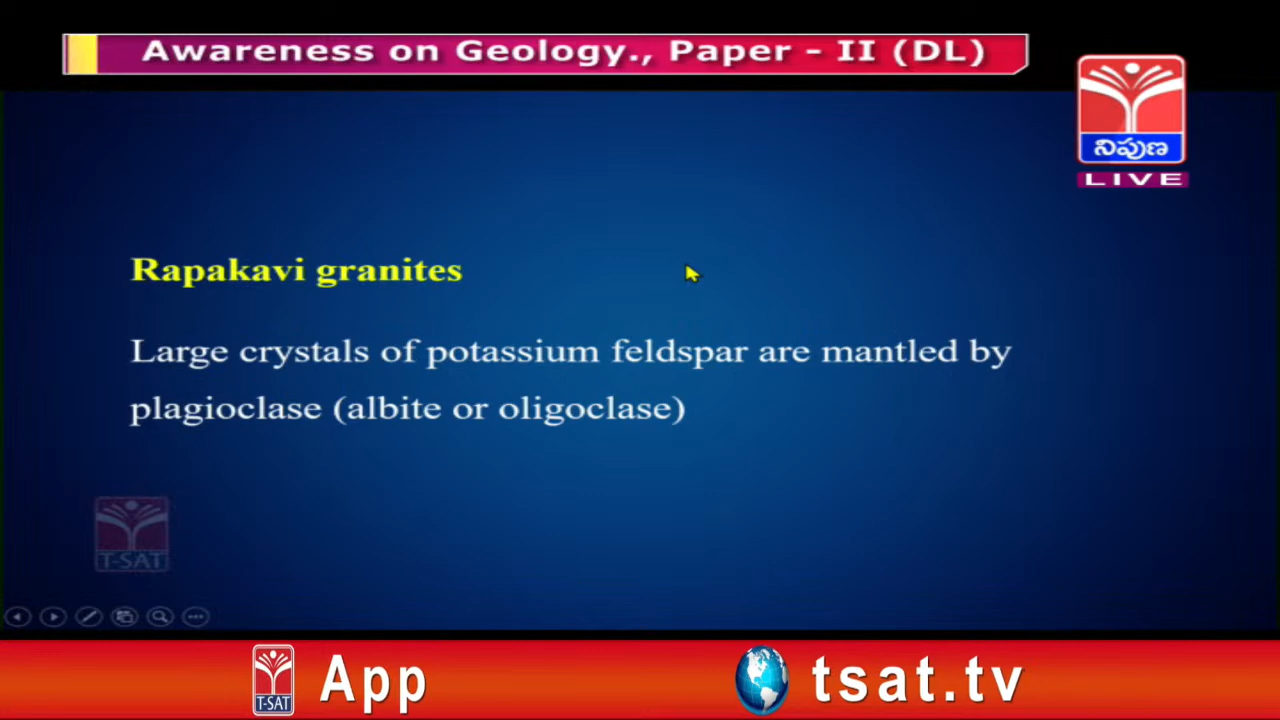 Awareness on Geology., Paper - II (DL)
నిపుణ
LIVE
Rapakavi granites
Large crystals of potassium feldspar are mantled by
plagioclase (albite or oligoclase)
T-SAT
T-SAT
App
tsat.tv